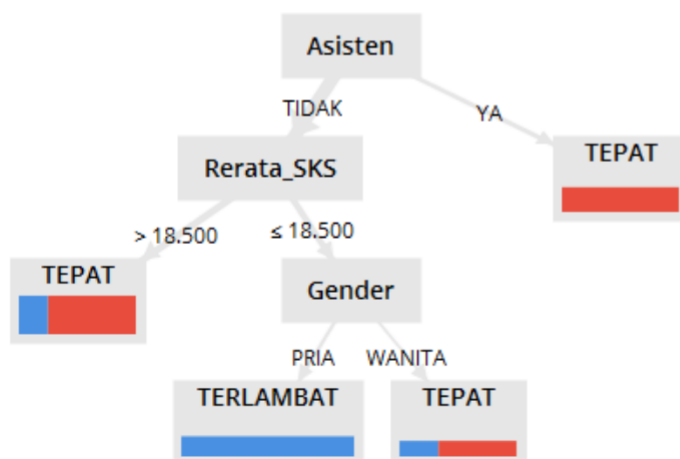 Asisten
TIDAK
YA
Rerata_SKS
TEPAT
> 18.500
≤ 18.500
TEPAT
Gender
PRIA
WANITA
TERLAMBAT
TEPAT